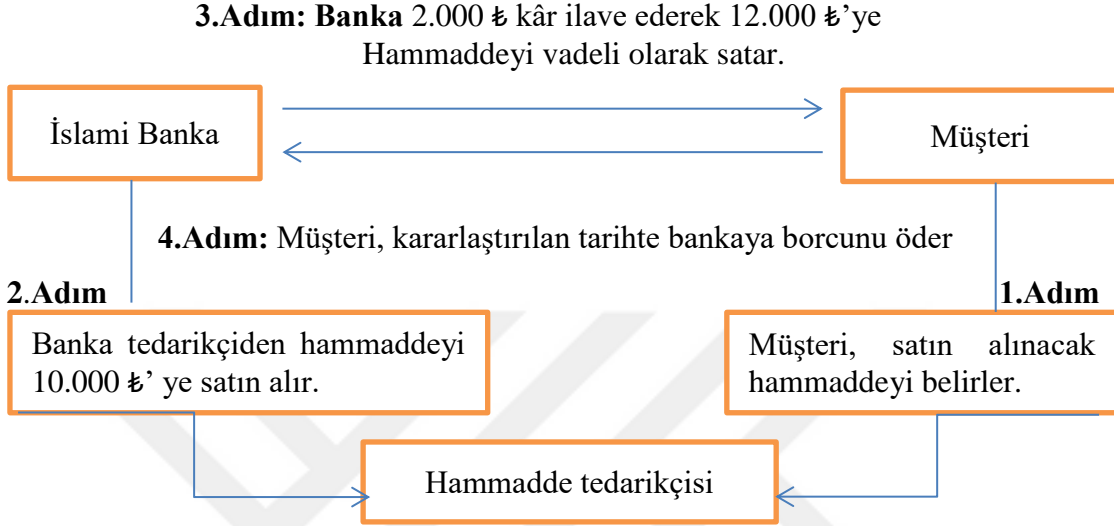 3.Adım: Banka 2.000 ₺ kâr ilave ederek 12.000 ₺’ye
Hammaddeyi vadeli olarak satar.
İslami Banka
Müşteri
4.Adım: Müşteri, kararlaştırılan tarihte bankaya borcunu öder
2.Adım
1.Adım
Banka tedarikçiden hammaddeyi
10.000 ₺’ ye satın alır.
Müşteri, satın alınacak
hammaddeyi belirler.
Hammadde tedarikçisi